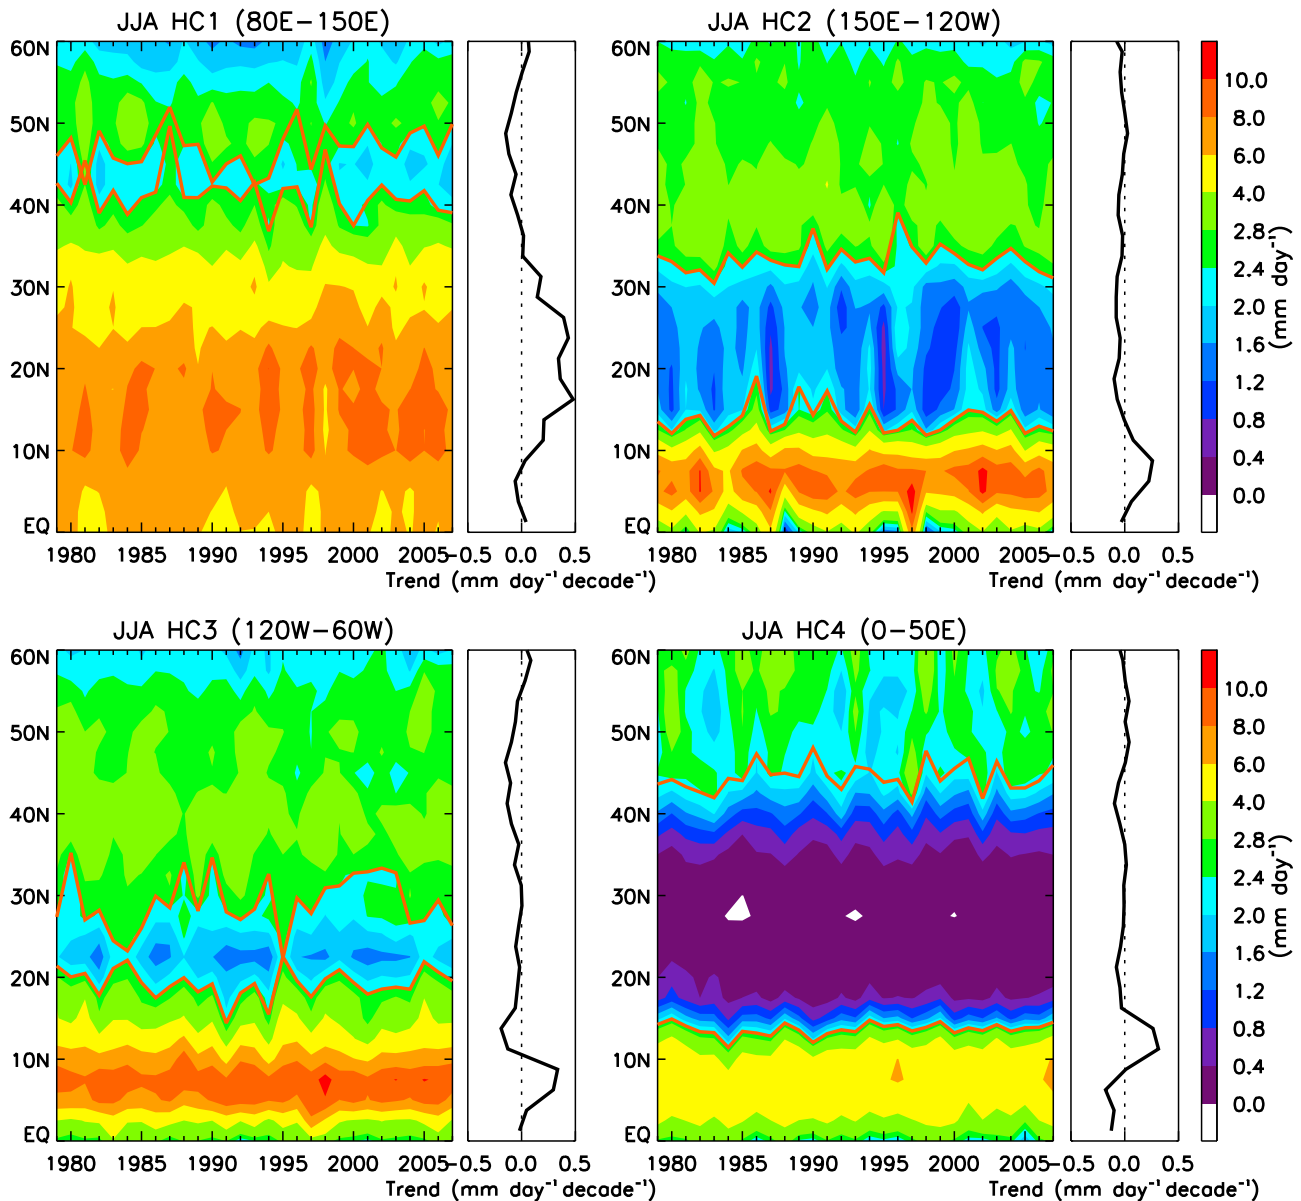 JJA HC1 (80E−150E)
JJA HC2 (150E−120W)
60N
50N
40N
30N
20N
10N
EQ
1980 1985 1990 1995 2000 2005
−0.5 0.0 0.5
Trend (mm day⁻¹decade⁻¹)
60N
50N
40N
30N
20N
10N
EQ
1980 1985 1990 1995 2000 2005
−0.5 0.0 0.5
Trend (mm day⁻¹decade⁻¹)
10.0
8.0
6.0
4.0
2.8
2.4
2.0
1.6
1.2
0.8
0.4
0.0
(mm day⁻¹)
JJA HC3 (120W−60W)
JJA HC4 (0−50E)
60N
50N
40N
30N
20N
10N
EQ
1980 1985 1990 1995 2000 2005
−0.5 0.0 0.5
Trend (mm day⁻¹decade⁻¹)
60N
50N
40N
30N
20N
10N
EQ
1980 1985 1990 1995 2000 2005
−0.5 0.0 0.5
Trend (mm day⁻¹decade⁻¹)
10.0
8.0
6.0
4.0
2.8
2.4
2.0
1.6
1.2
0.8
0.4
0.0
(mm day⁻¹)